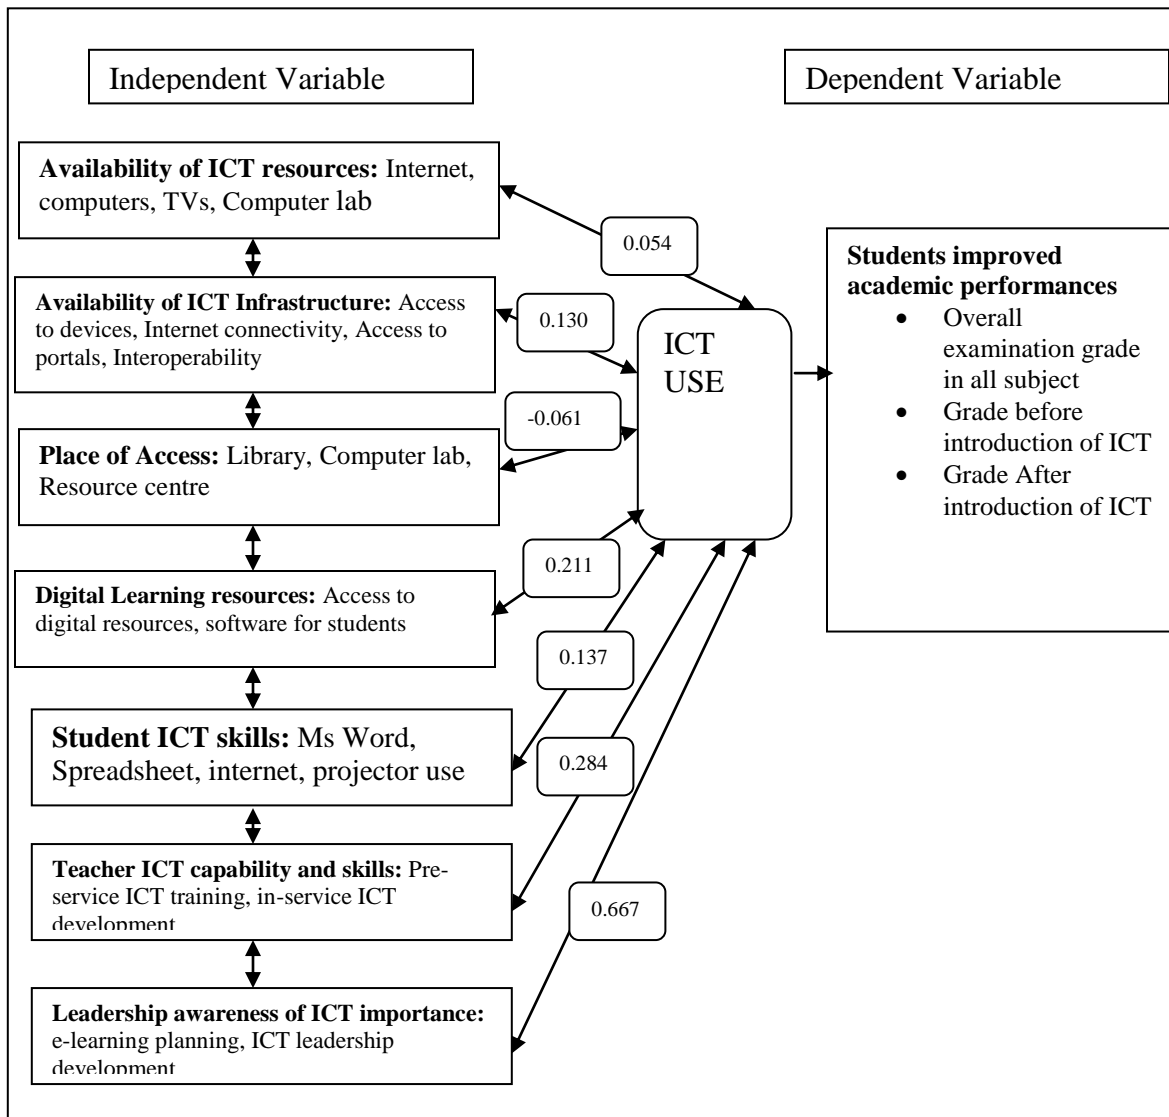 Independent Variable
Dependent Variable
Availability of ICT resources: Internet,
computers, TVs, Computer lab
0.054
Availability of ICT Infrastructure: Access
to devices, Internet connectivity, Access to
portals, Interoperability
0.130
ICT
USE
Students improved
academic performances
• Overall
examination grade
in all subject
• Grade before
introduction of ICT
• Grade After
introduction of ICT
-0.061
Place of Access: Library, Computer lab,
Resource centre
0.211
Digital Learning resources: Access to
digital resources, software for students
0.137
Student ICT skills: Ms Word,
Spreadsheet, internet, projector use
0.284
Teacher ICT capability and skills: Pre-
service ICT training, in-service ICT
development
0.667
Leadership awareness of ICT importance:
e-learning planning, ICT leadership
development